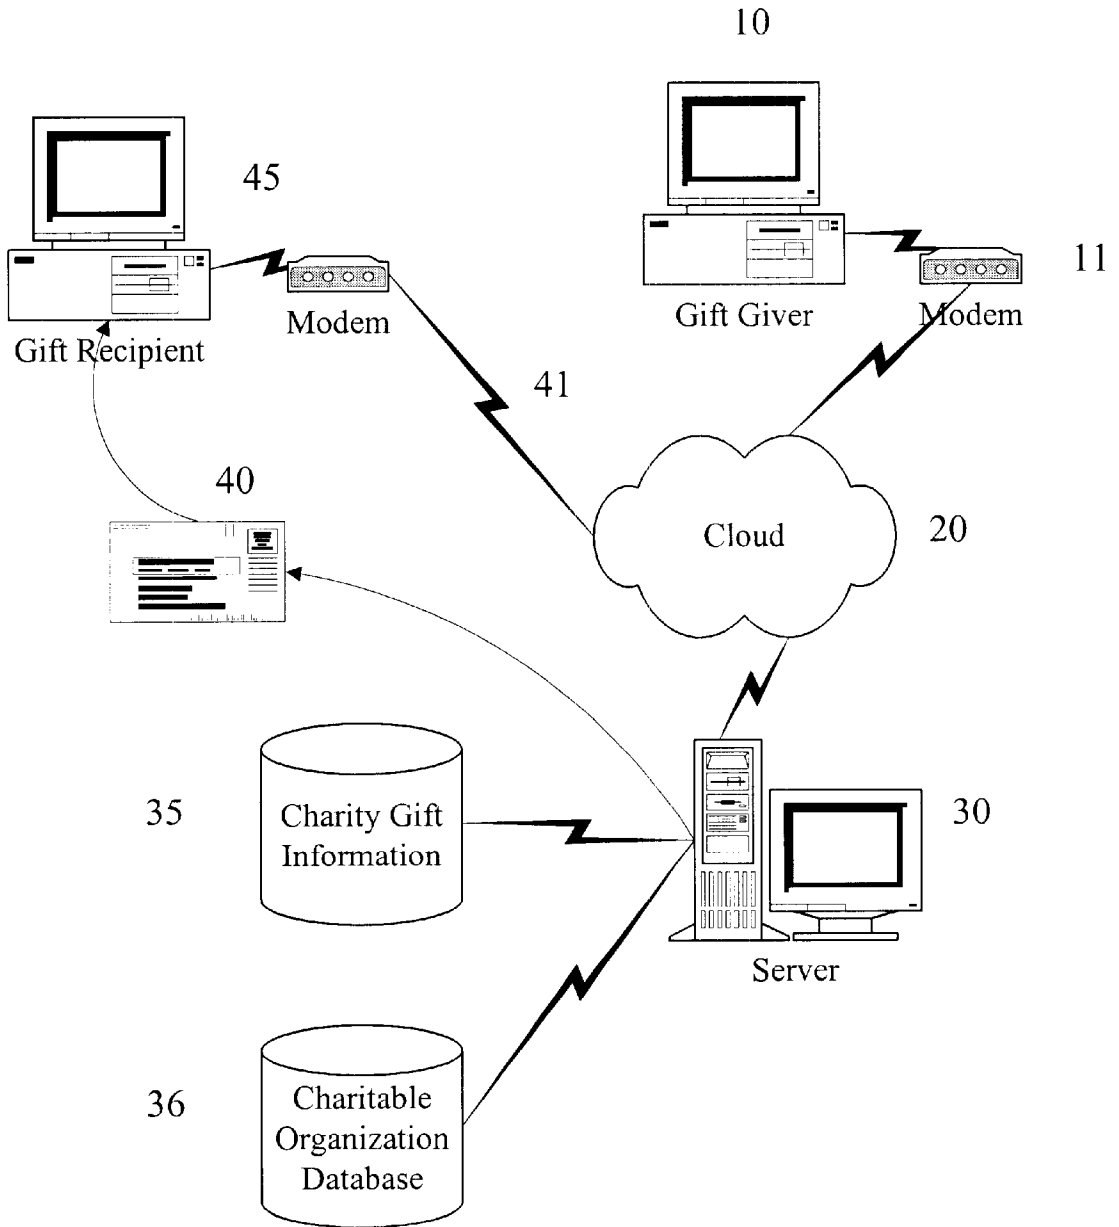 10
45
11
Modem
Gift Giver
Modem
Gift Recipient
41
40
Cloud
20
35
Charity Gift
Information
30
Server
36
Charitable
Organization
Database